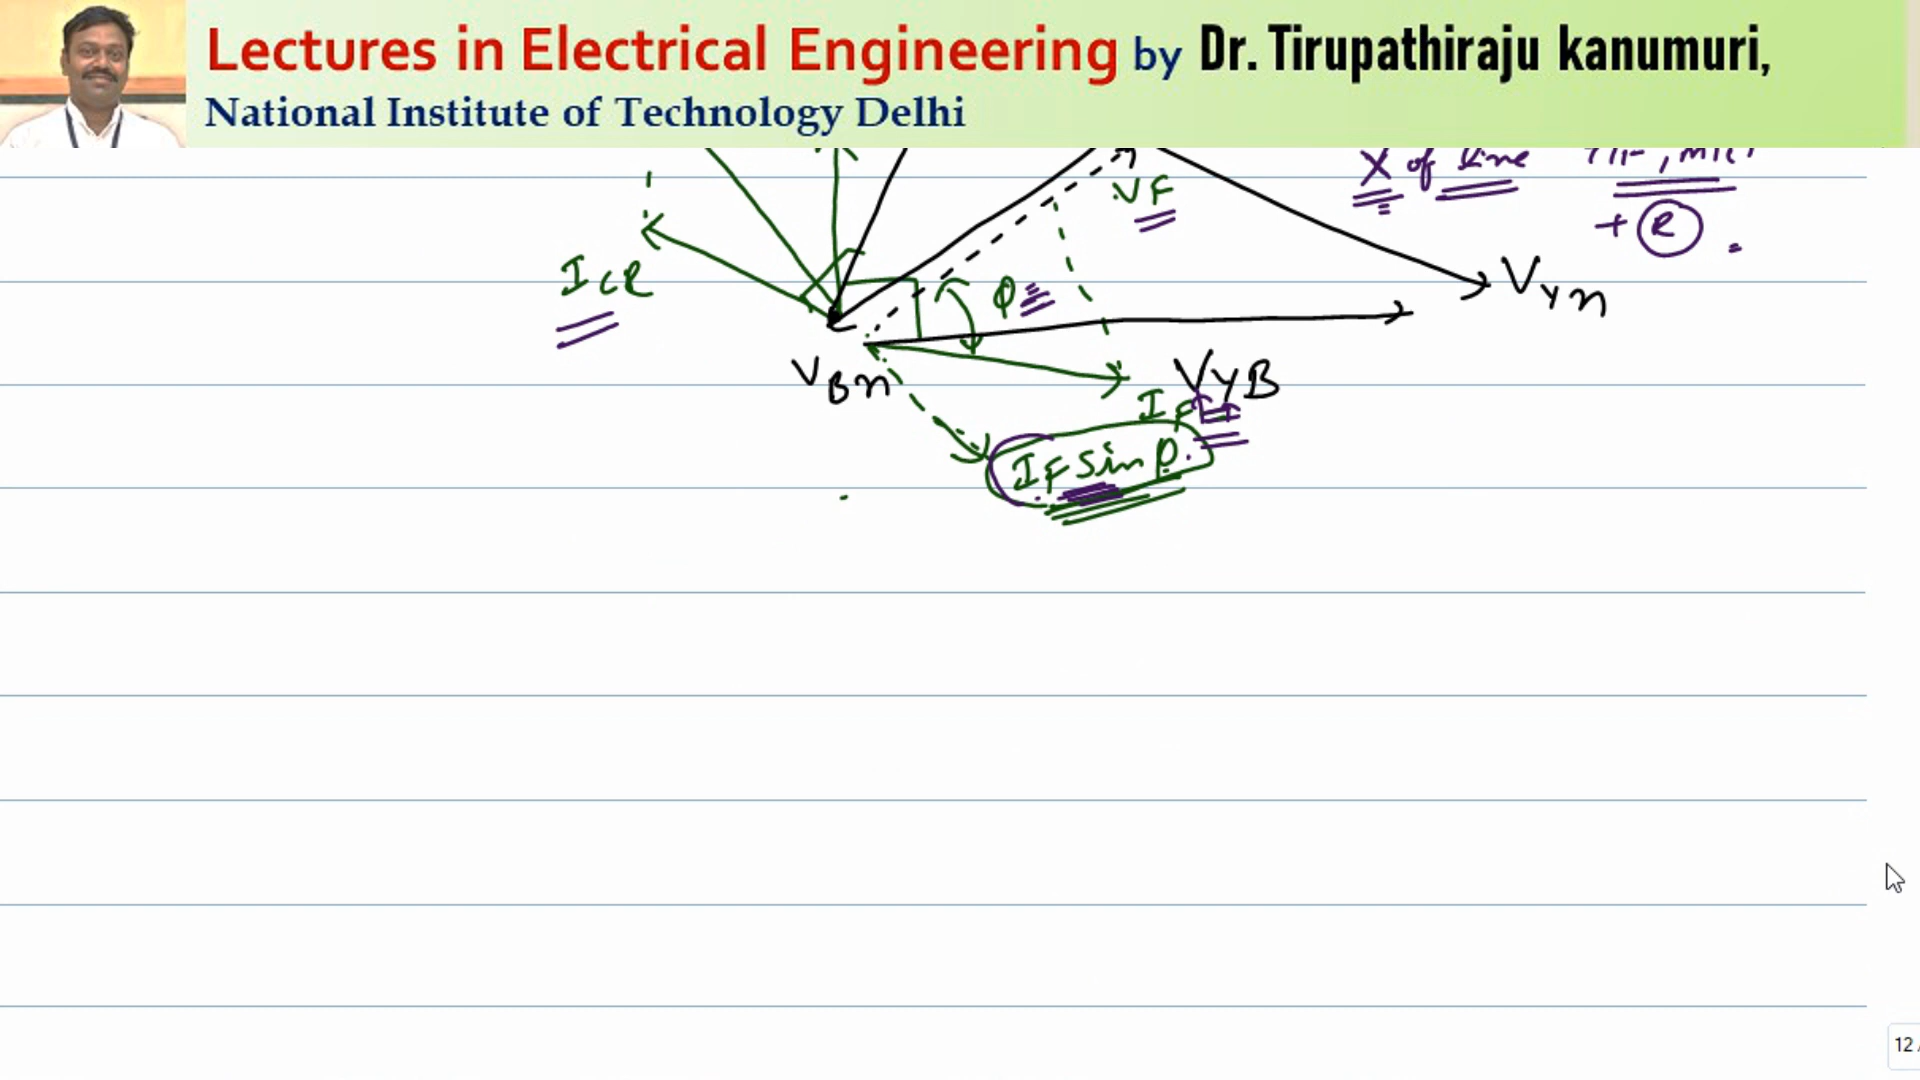 Lectures in Electrical Engineering by Dr. Tirupathiraju kanumuri,
National Institute of Technology Delhi
X of line
+ R
VF
ICR
φ
VYn
VBn
VYB
IF
IF sin φ
12